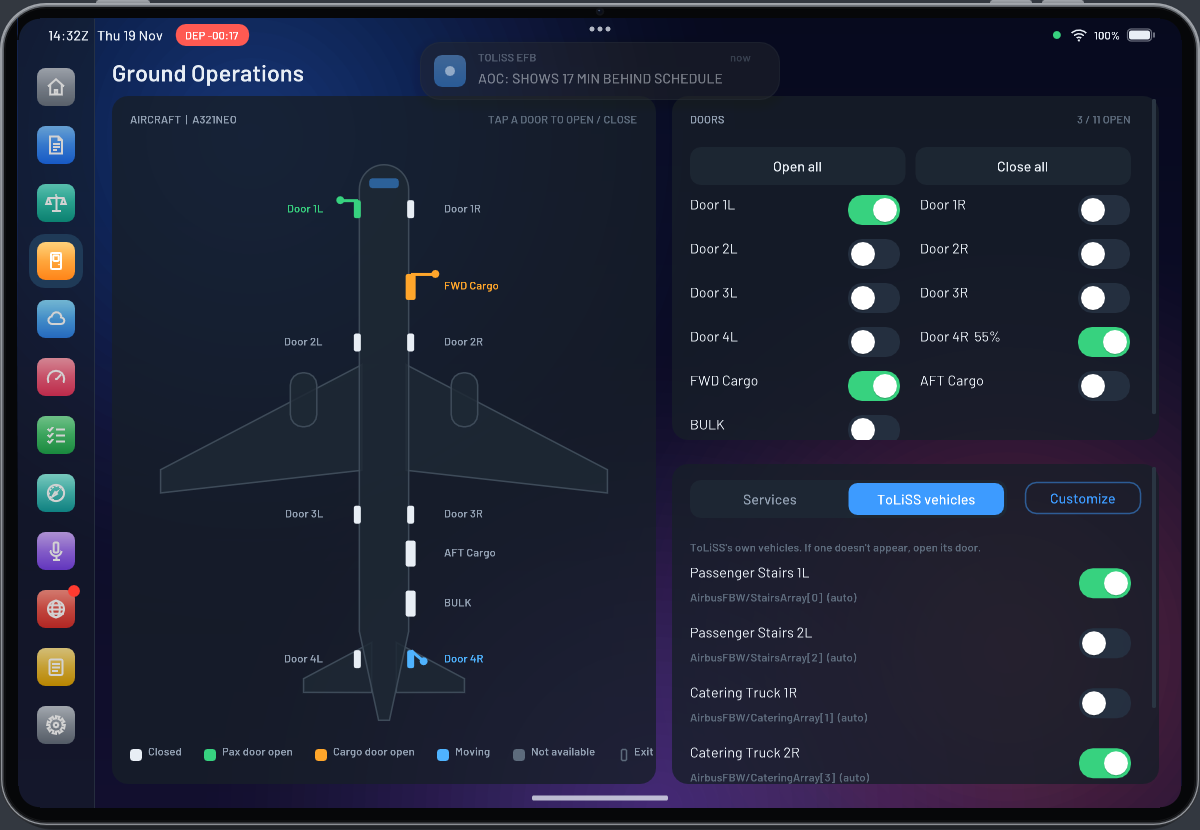 14:32Z Thu 19 Nov DEP -00:17
100%
TOLISS EFB now
AOC: SHOWS 17 MIN BEHIND SCHEDULE
Ground Operations
AIRCRAFT | A321NEO TAP A DOOR TO OPEN / CLOSE
Door 1L Door 1R
FWD Cargo
Door 2L Door 2R
Door 3L Door 3R
AFT Cargo
BULK
Door 4L Door 4R
Closed Pax door open Cargo door open Moving Not available Exit
DOORS 3 / 11 OPEN
Open all Close all
Door 1L Door 1R
Door 2L Door 2R
Door 3L Door 3R
Door 4L Door 4R 55%
FWD Cargo AFT Cargo
BULK
Services ToLiSS vehicles Customize
ToLiSS's own vehicles. If one doesn't appear, open its door.
Passenger Stairs 1L
AirbusFBW/StairsArray[0] (auto)
Passenger Stairs 2L
AirbusFBW/StairsArray[2] (auto)
Catering Truck 1R
AirbusFBW/CateringArray[1] (auto)
Catering Truck 2R
AirbusFBW/CateringArray[3] (auto)